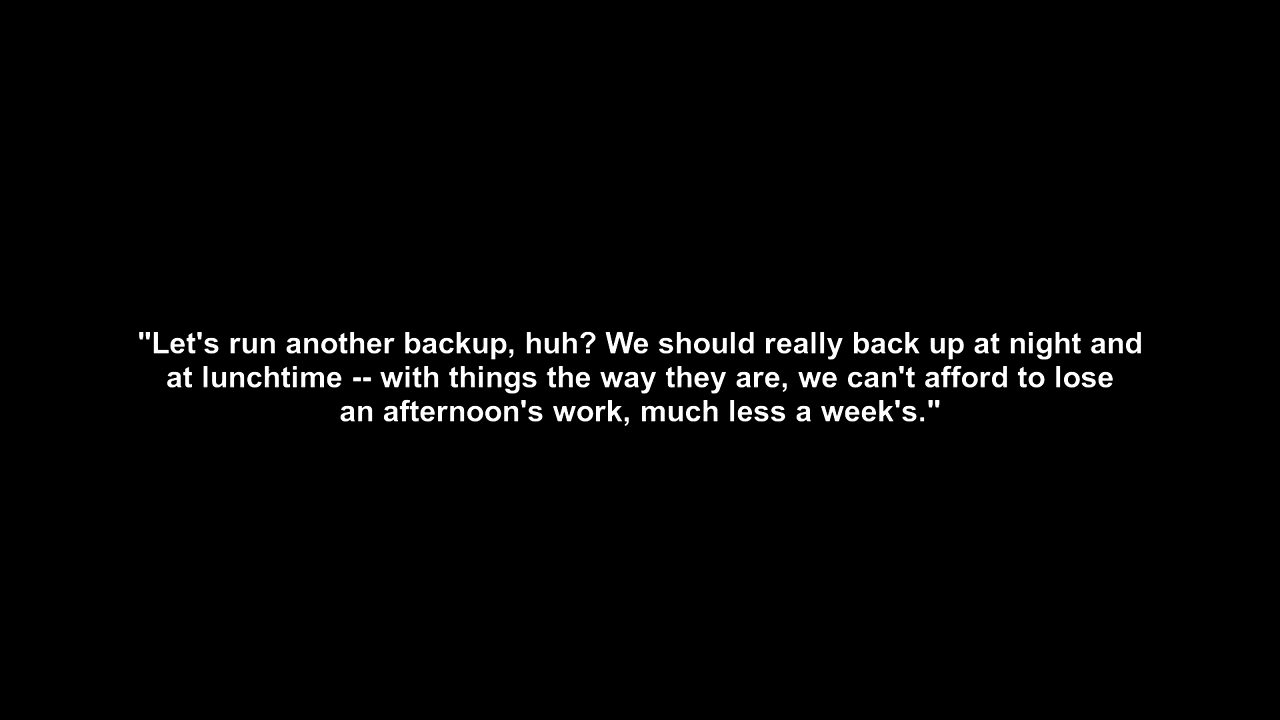 "Let's run another backup, huh? We should really back up at night and
at lunchtime -- with things the way they are, we can't afford to lose
an afternoon's work, much less a week's."